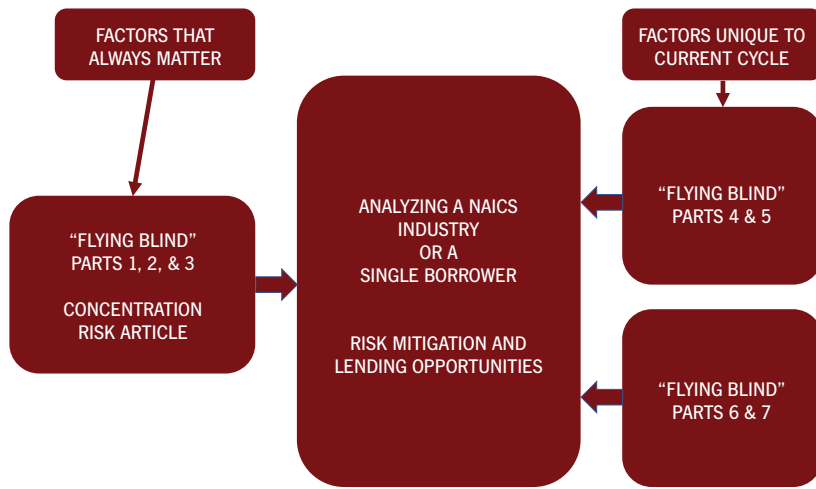 FACTORS THAT
ALWAYS MATTER
“FLYING BLIND”
PARTS 1, 2, & 3
CONCENTRATION
RISK ARTICLE
ANALYZING A NAICS
INDUSTRY
OR A
SINGLE BORROWER
RISK MITIGATION AND
LENDING OPPORTUNITIES
FACTORS UNIQUE TO
CURRENT CYCLE
“FLYING BLIND”
PARTS 4 & 5
“FLYING BLIND”
PARTS 6 & 7